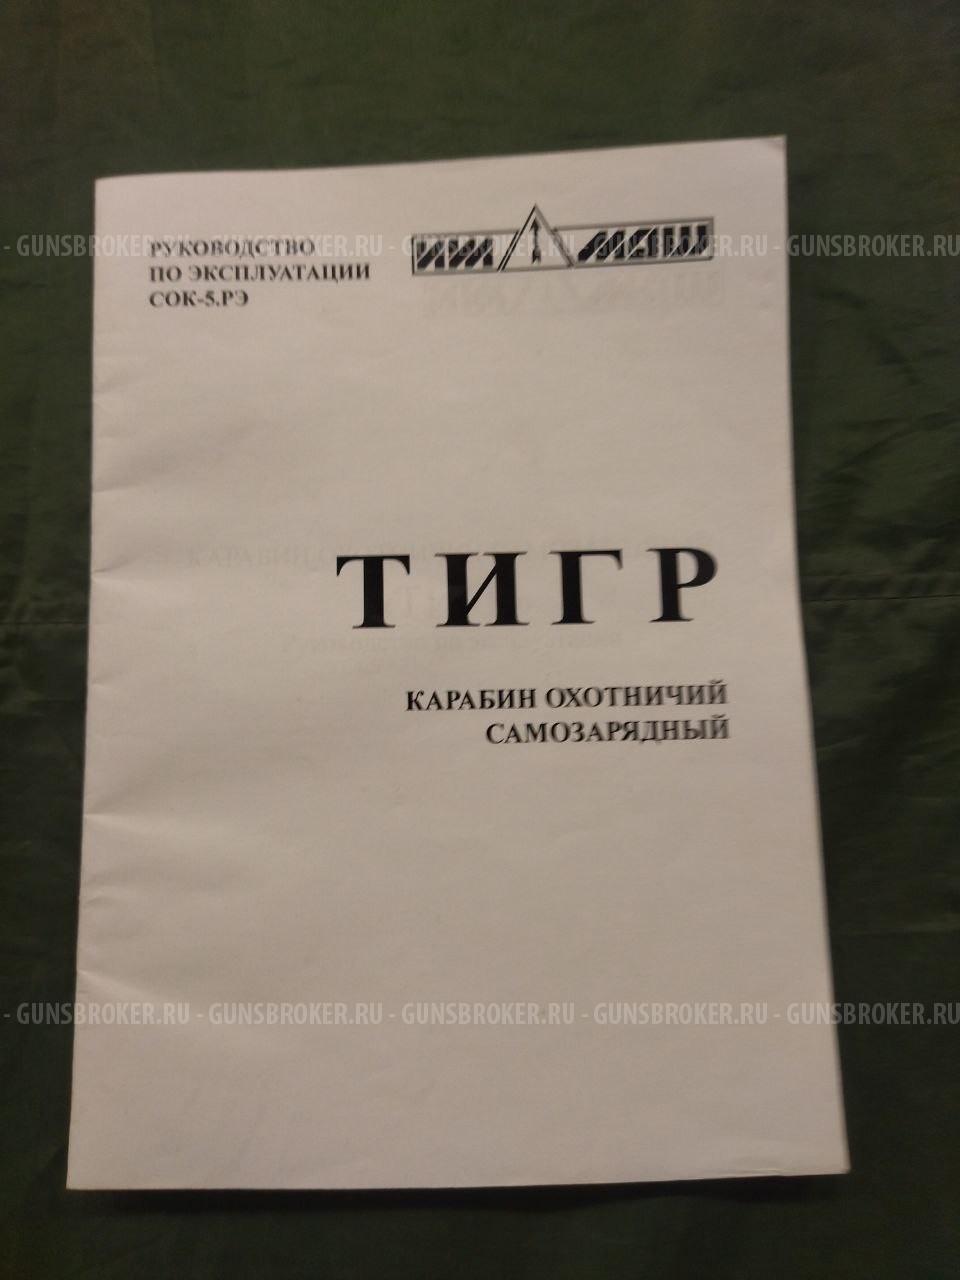 РУКОВОДСТВО
ПО ЭКСПЛУАТАЦИИ
СОК-5.РЭ
ИЖМАШ
- GUNSBROKER.RU - GUNSBROKER.RU - GUNSBROKER.RU - GUNSBROKER.RU - GUNSBROKER.RU
ТИГР
КАРАБИН ОХОТНИЧИЙ
САМОЗАРЯДНЫЙ
- GUNSBROKER.RU - GUNSBROKER.RU - GUNSBROKER.RU - GUNSBROKER.RU - GUNSBROKER.RU